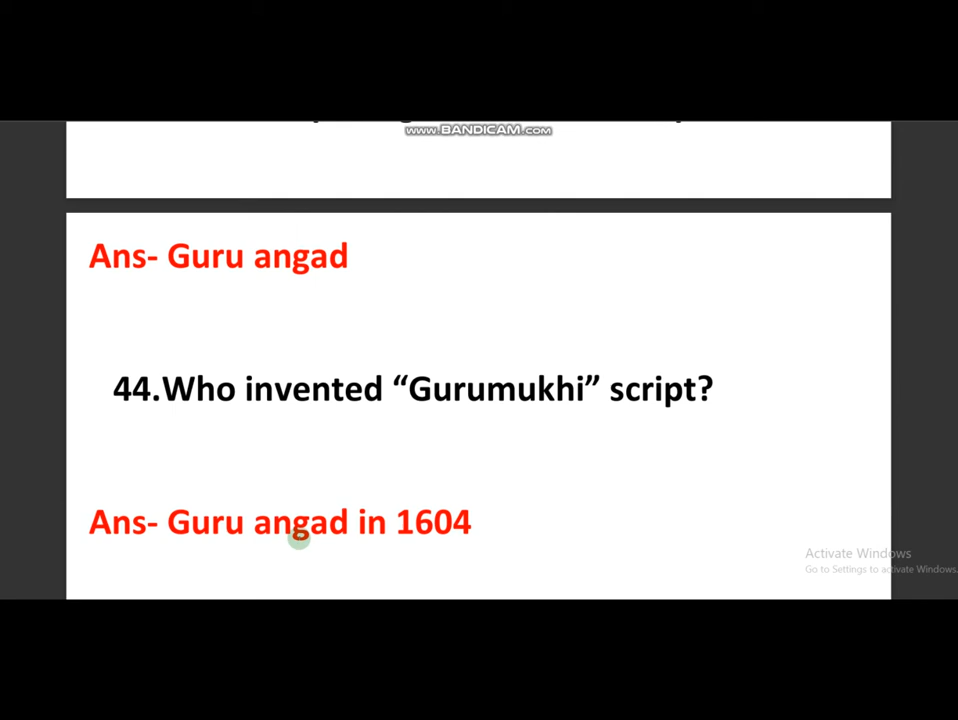 www.BANDICAM.com
Ans- Guru angad
44.Who invented “Gurumukhi” script?
Ans- Guru angad in 1604
Activate Windows
Go to Settings to activate Windows.